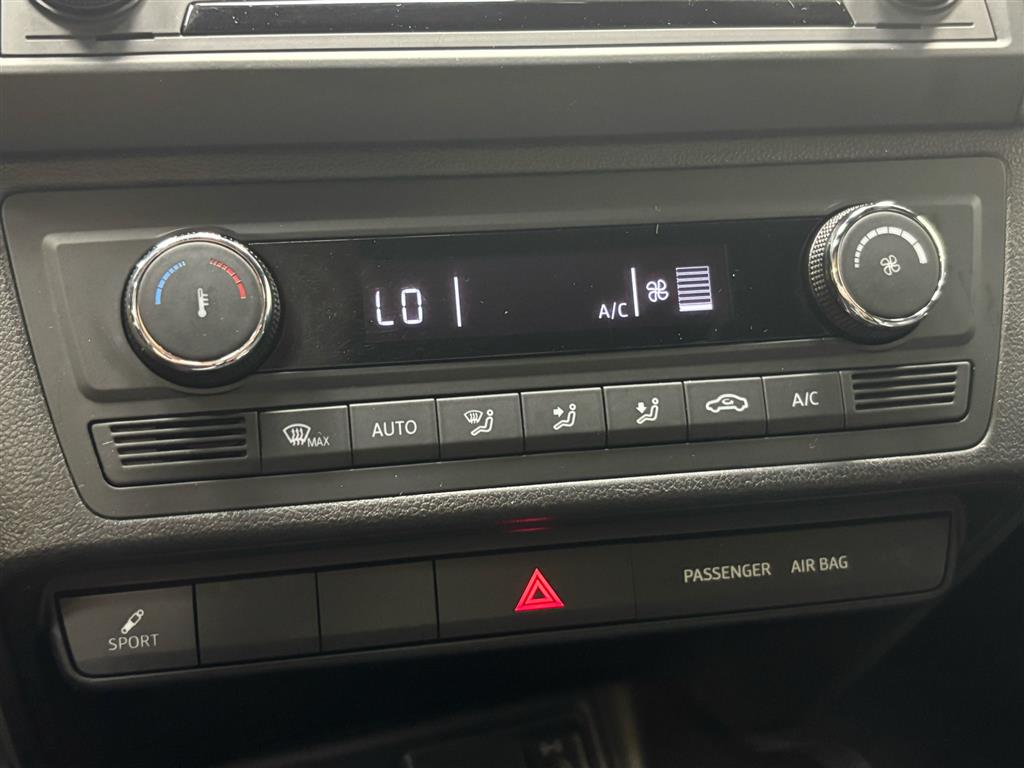 LO
A/C
MAX
AUTO
A/C
SPORT
PASSENGER AIR BAG